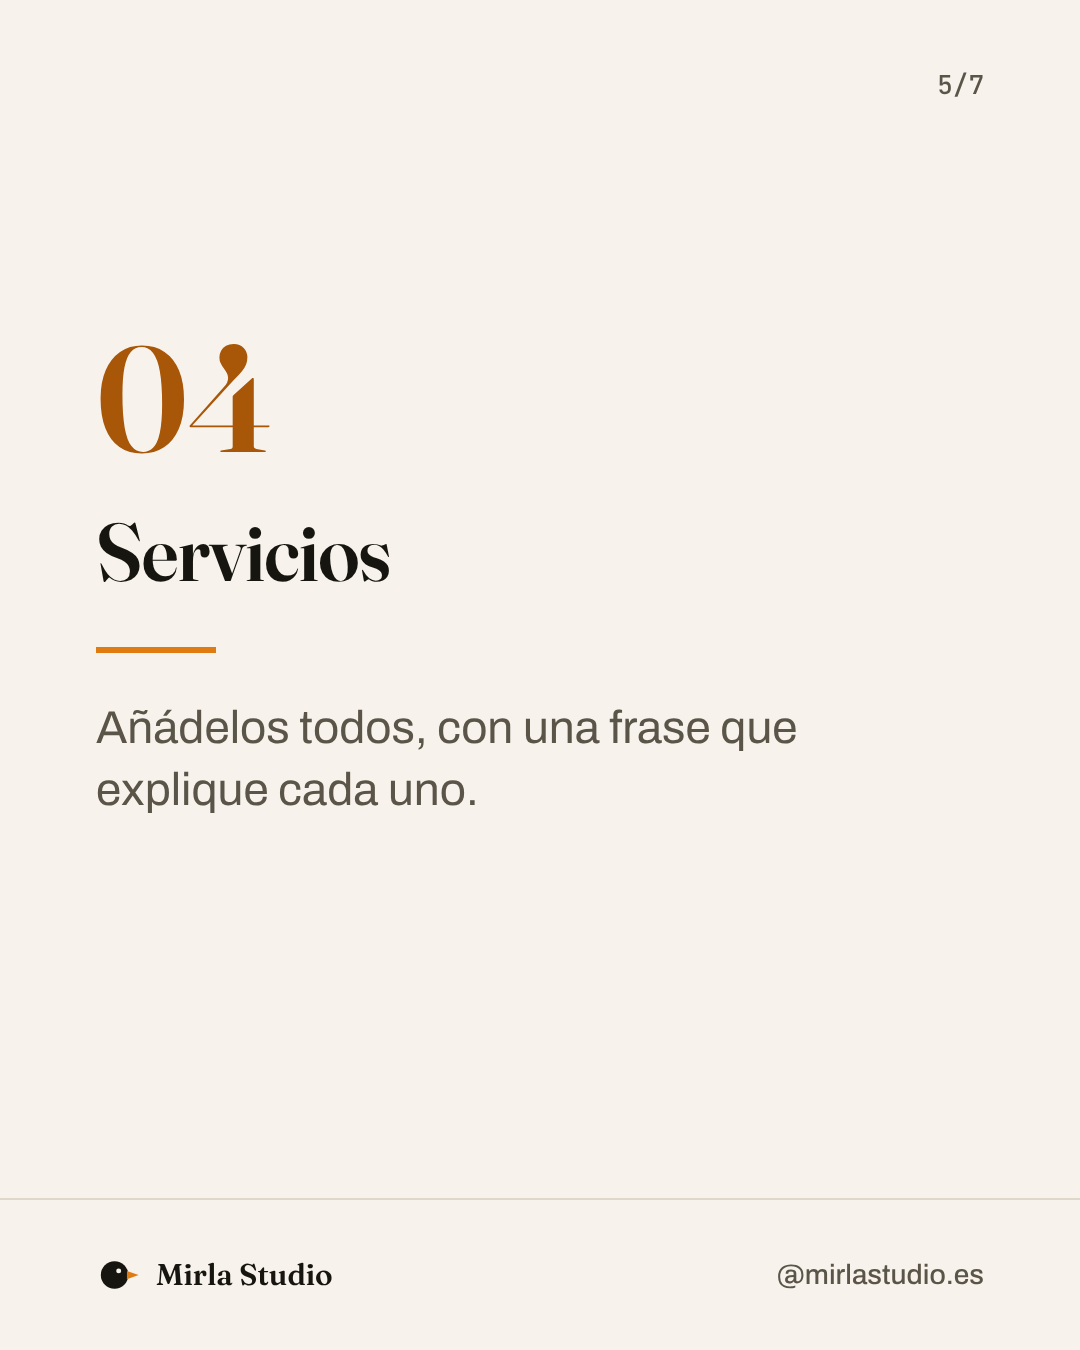 5/7
04
Servicios
Añádelos todos, con una frase que
explique cada uno.
Mirla Studio
@mirlastudio.es